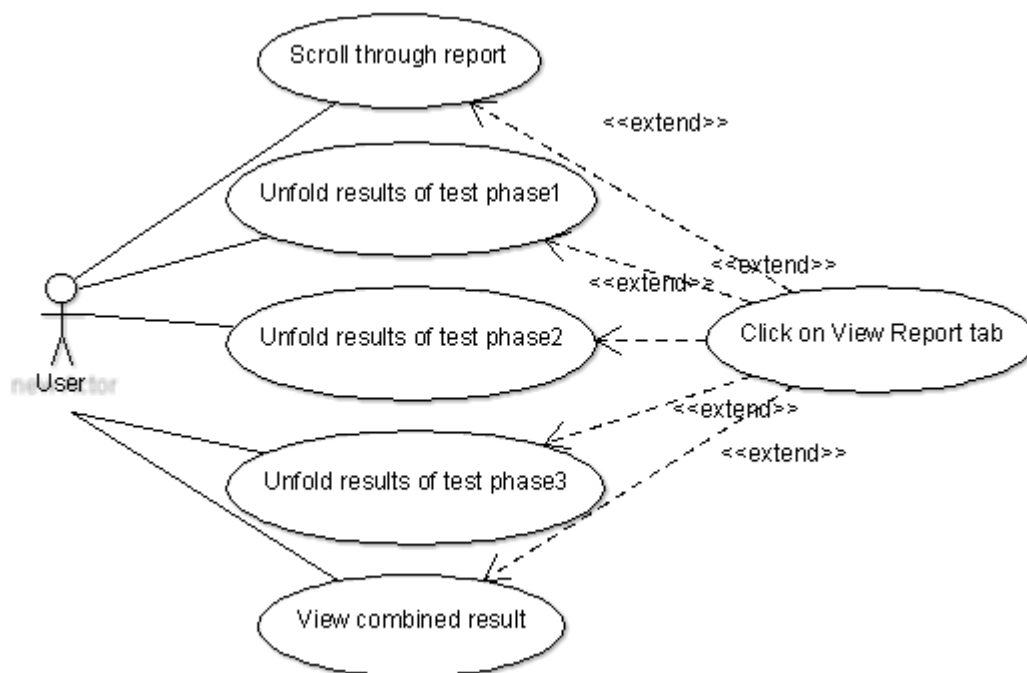 Scroll through report
<<extend>>
Unfold results of test phase1
<<extend>>
<<extend>>
Unfold results of test phase2
Click on View Report tab
User
<<extend>>
<<extend>>
Unfold results of test phase3
View combined result